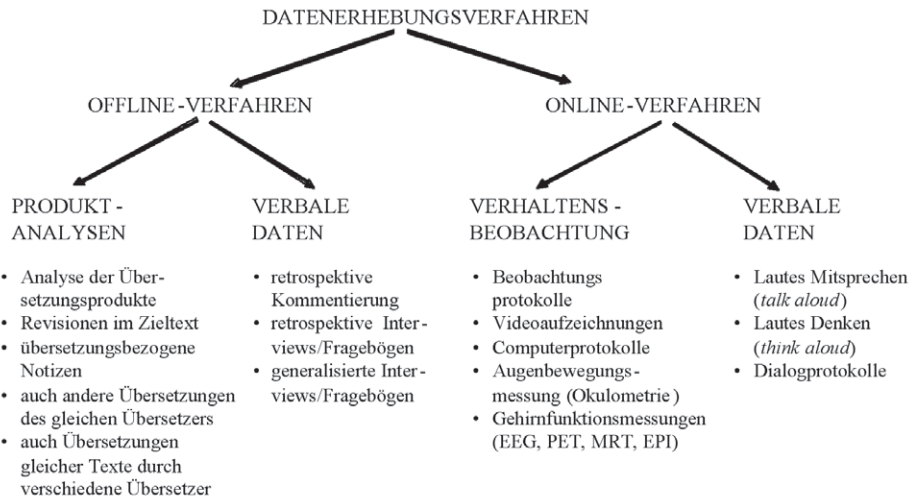 DATENERHEBUNGSVERFAHREN
OFFLINE-VERFAHREN
ONLINE-VERFAHREN
PRODUKT-
ANALYSEN
• Analyse der Über-
setzungsprodukte
• Revisionen im Zieltext
• übersetzungsbezogene
Notizen
• auch andere Übersetzungen
des gleichen Übersetzers
• auch Übersetzungen
gleicher Texte durch
verschiedene Übersetzer
VERBALE
DATEN
• retrospektive
Kommentierung
• retrospektive Inter-
views/Fragebögen
• generalisierte Inter-
views/Fragebögen
VERHALTENS-
BEOBACHTUNG
• Beobachtungs
protokolle
• Videoaufzeichnungen
• Computerprotokolle
• Augenbewegungs-
messung (Okulometrie)
• Gehirnfunktionsmessungen
(EEG, PET, MRT, EPI)
VERBALE
DATEN
• Lautes Mitsprechen
(talk aloud)
• Lautes Denken
(think aloud)
• Dialogprotokolle